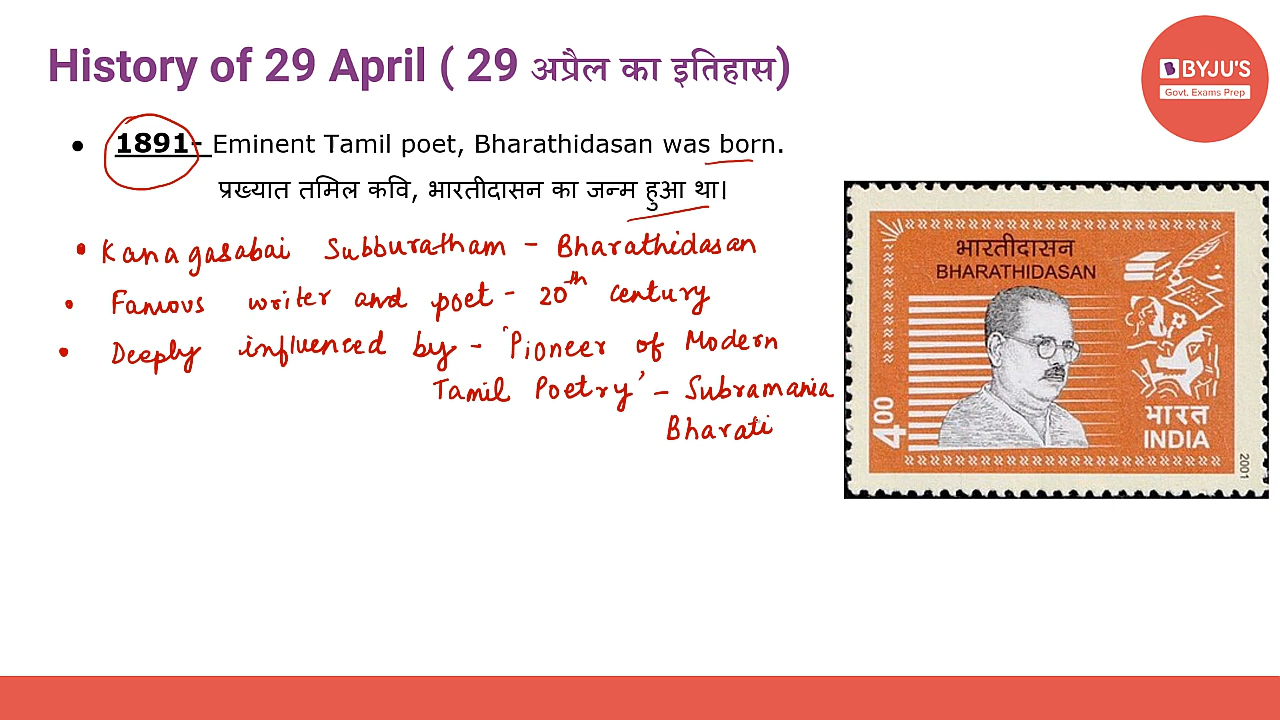 History of 29 April ( 29 अप्रैल का इतिहास)
BYJU'S
Govt. Exams Prep
• 1891- Eminent Tamil poet, Bharathidasan was born.
प्रख्यात तमिल कवि, भारतीदासन का जन्म हुआ था।
• Kanagasabai Subburatham - Bharathidasan
• Famous writer and poet - 20th century
• Deeply influenced by - 'Pioneer of Modern
Tamil Poetry' - Subramania
Bharati
भारतीदासन
BHARATHIDASAN
400
भारत
INDIA
2001